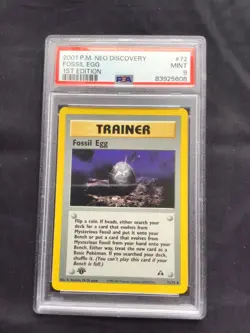 2001 P.M. NEO DISCOVERY #72
FOSSIL EGG MINT
1ST EDITION 9
PSA 83925606
TRAINER
Fossil Egg
Flip a coin. If heads, either search your
deck for a card that evolves from
Mysterious Fossil and put it onto your
Bench or put a card that evolves from
Mysterious Fossil from your hand onto your
Bench. Either way, treat the new card as a
Basic Pokémon. If you searched your deck,
shuffle it afterward. (You can't play this card if your
Bench is full.)
72/75